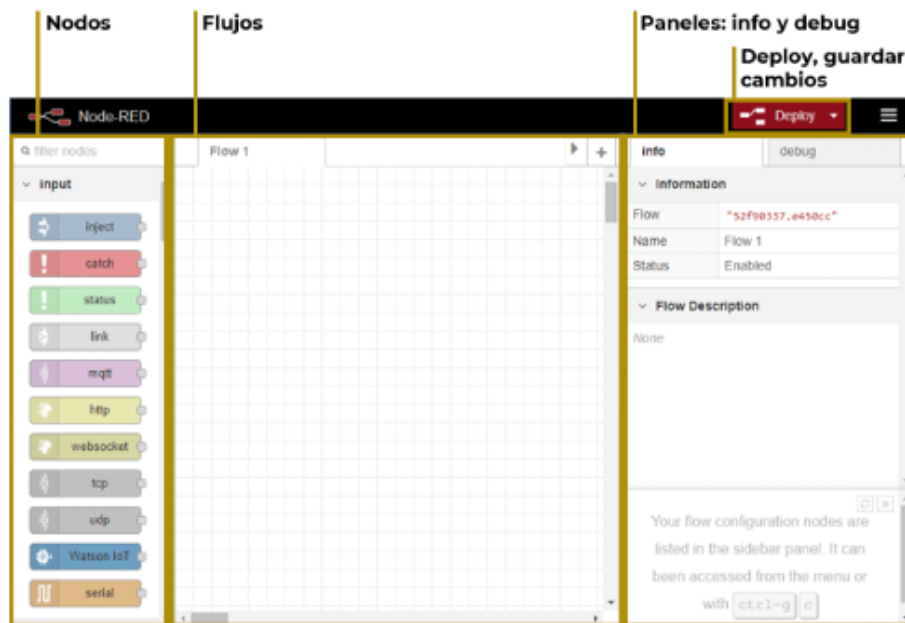 Nodos
Flujos
Paneles: info y debug
Deploy, guardar
cambios
Node-RED
Deploy
filter nodes
Flow 1
info
debug
input
inject
catch
status
link
mqtt
http
websocket
tcp
udp
Watson IoT
serial
Information
Flow "52f90337.e450cc"
Name Flow 1
Status Enabled
Flow Description
None
Your flow configuration nodes are
listed in the sidebar panel. It can
been accessed from the menu or
with ctrl-g c